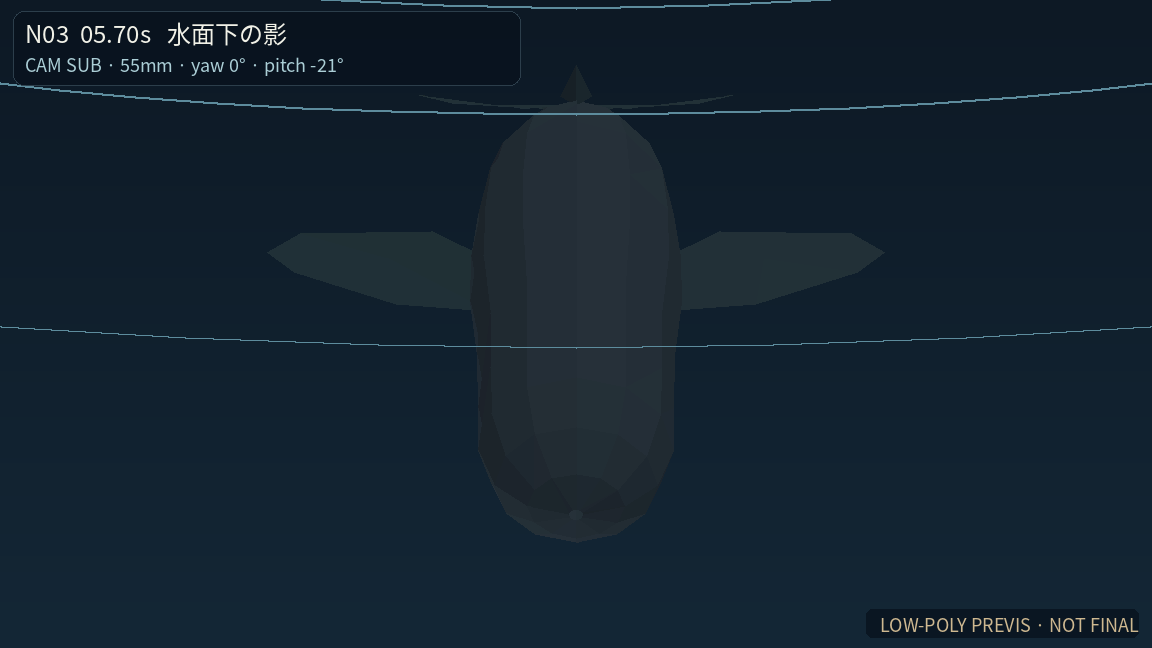 N03 05.70s 水面下の影
CAM SUB · 55mm · yaw 0° · pitch -21°
LOW-POLY PREVIS · NOT FINAL